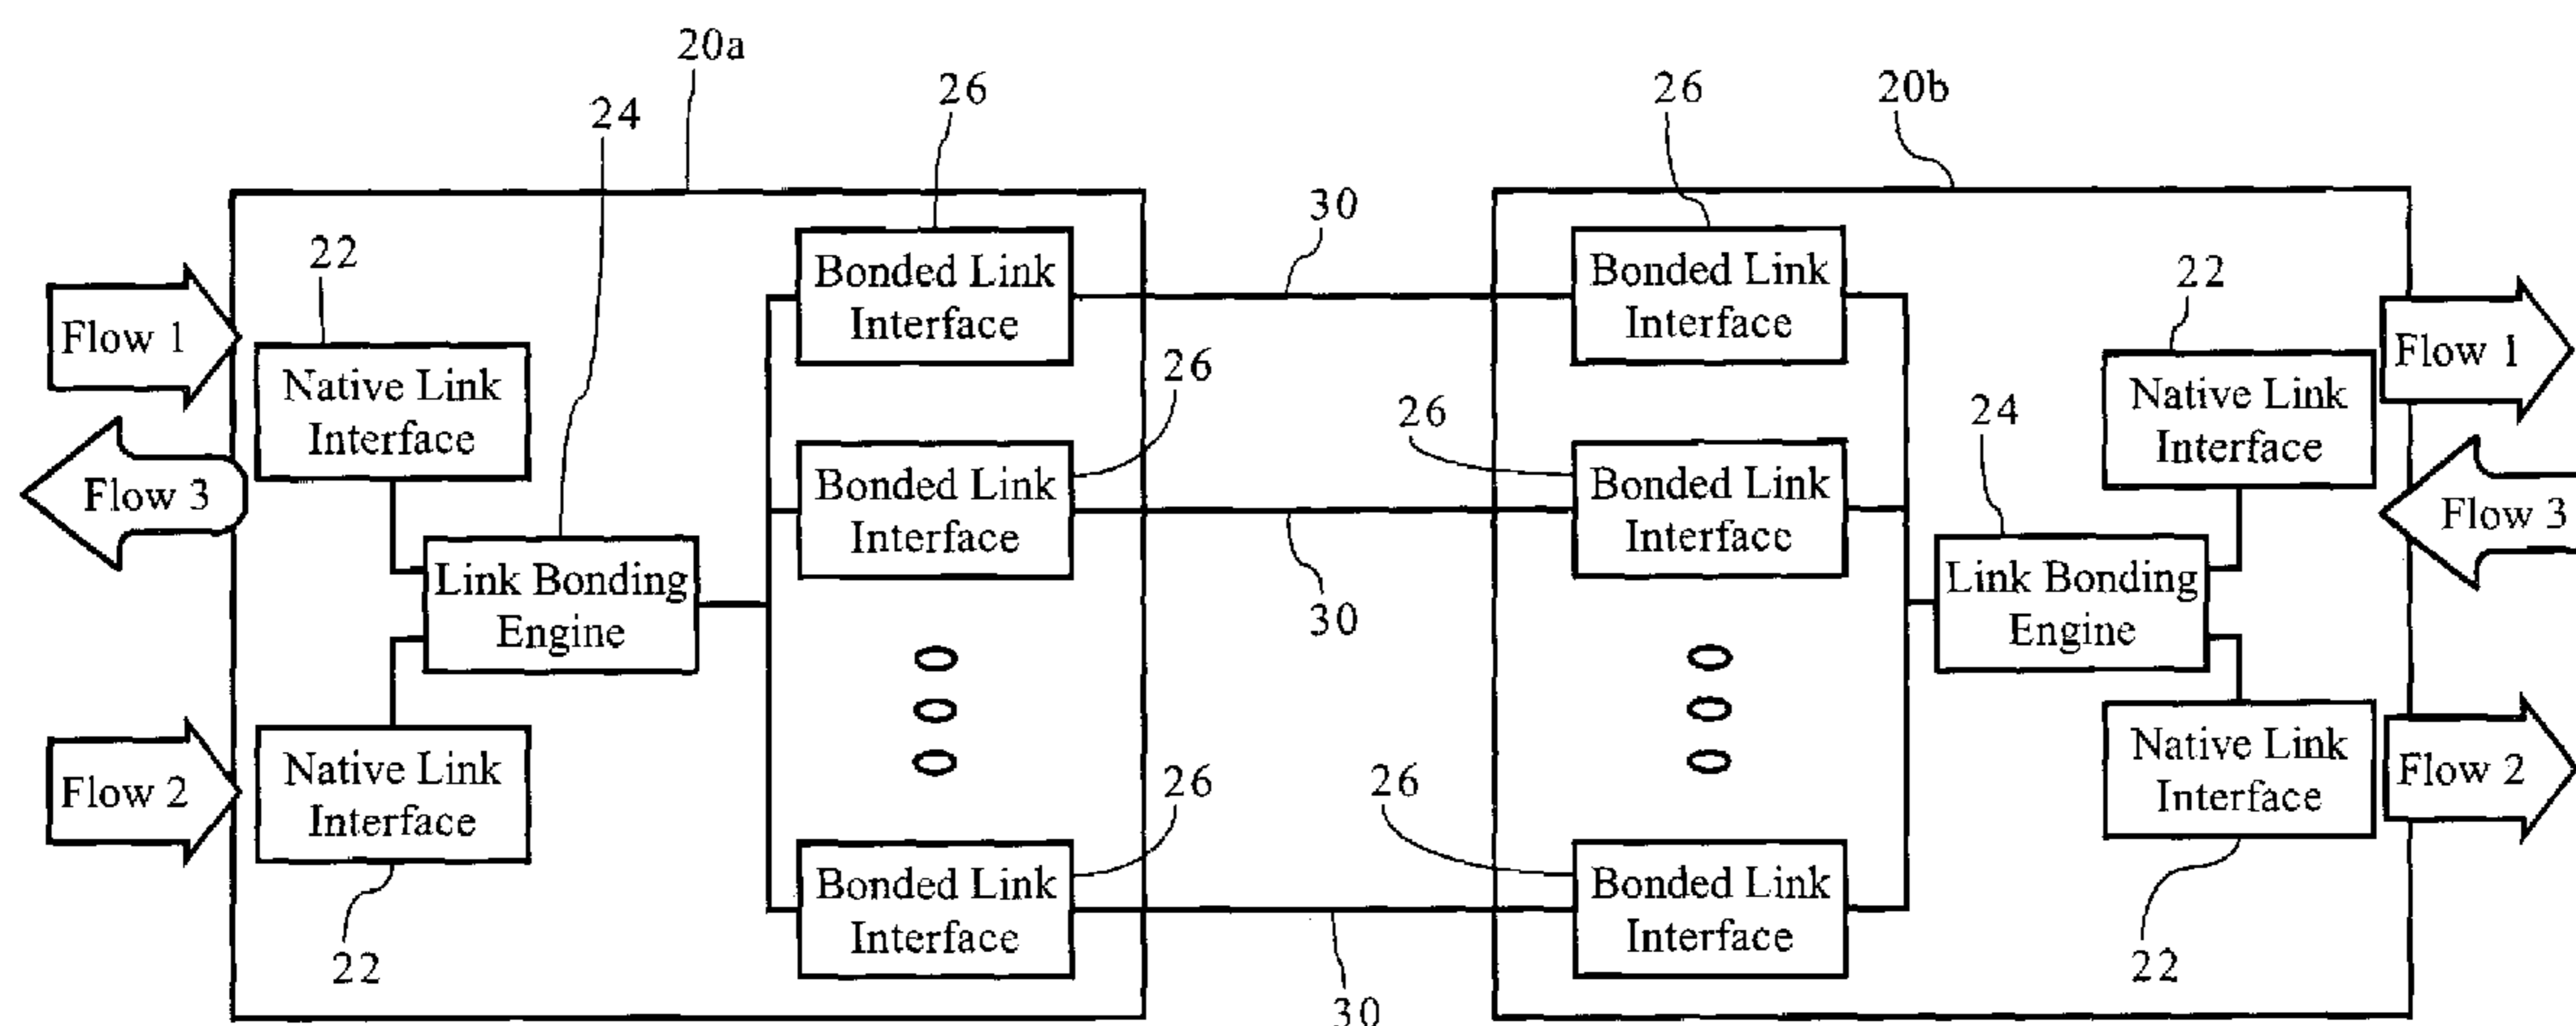 20a
26
26
20b
24
30
22
22
Bonded Link
Interface
Bonded Link
Interface
Flow 1
Flow 1
Native Link
Interface
Native Link
Interface
26
26
24
Flow 3
Flow 3
Bonded Link
Interface
Bonded Link
Interface
Link Bonding
Engine
Link Bonding
Engine
30
Flow 2
Flow 2
Native Link
Interface
Native Link
Interface
26
26
Bonded Link
Interface
Bonded Link
Interface
22
22
30